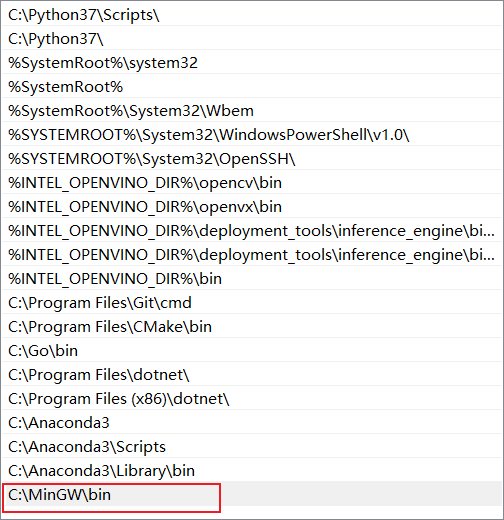 C:\Python37\Scripts\
C:\Python37\
%SystemRoot%\system32
%SystemRoot%
%SystemRoot%\System32\Wbem
%SYSTEMROOT%\System32\WindowsPowerShell\v1.0\
%SYSTEMROOT%\System32\OpenSSH\
%INTEL_OPENVINO_DIR%\opencv\bin
%INTEL_OPENVINO_DIR%\openvx\bin
%INTEL_OPENVINO_DIR%\deployment_tools\inference_engine\bi...
%INTEL_OPENVINO_DIR%\deployment_tools\inference_engine\bi...
%INTEL_OPENVINO_DIR%\bin
C:\Program Files\Git\cmd
C:\Program Files\CMake\bin
C:\Go\bin
C:\Program Files\dotnet\
C:\Program Files (x86)\dotnet\
C:\Anaconda3
C:\Anaconda3\Scripts
C:\Anaconda3\Library\bin
C:\MinGW\bin